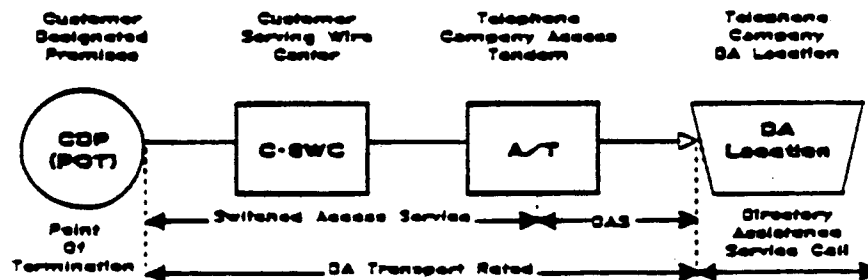 Customer
Designated
Premises
Customer
Serving Wire
Center
Telephone
Company Access
Tandem
Telephone
Company
DA Location
CDP
(POT)
C-SWC
A/T
DA
Location
Switched Access Service
DAS
Point
Of
Termination
Directory
Assistance
Service Call
DA Transport Rated